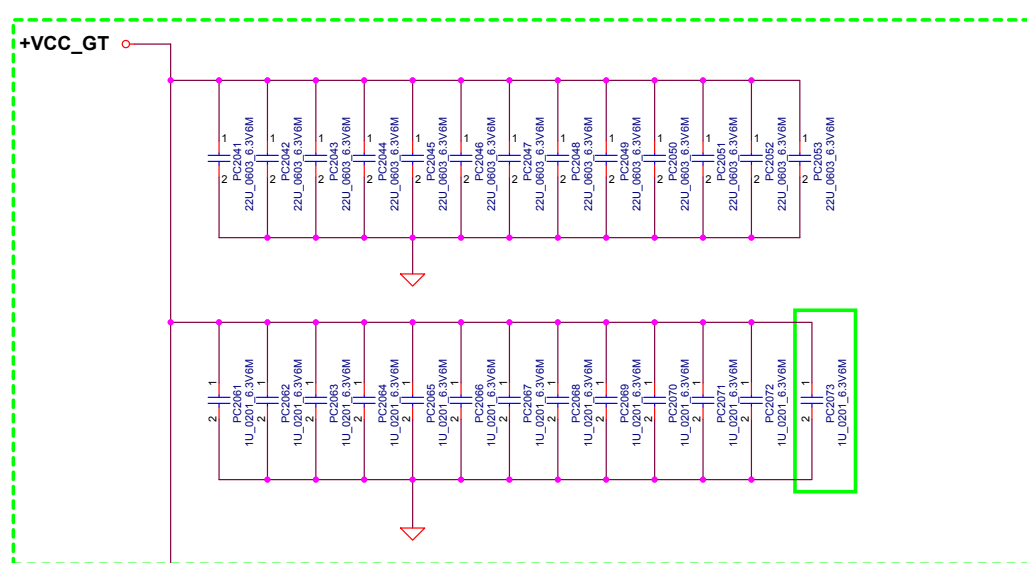 +VCC_GT
1
2
PC2041
22U_0603_6.3V6M
1
2
PC2042
22U_0603_6.3V6M
1
2
PC2043
22U_0603_6.3V6M
1
2
PC2044
22U_0603_6.3V6M
1
2
PC2045
22U_0603_6.3V6M
1
2
PC2046
22U_0603_6.3V6M
1
2
PC2047
22U_0603_6.3V6M
1
2
PC2048
22U_0603_6.3V6M
1
2
PC2049
22U_0603_6.3V6M
1
2
PC2050
22U_0603_6.3V6M
1
2
PC2051
22U_0603_6.3V6M
1
2
PC2052
22U_0603_6.3V6M
1
2
PC2053
22U_0603_6.3V6M
1
2
PC2061
1U_0201_6.3V6M
1
2
PC2062
1U_0201_6.3V6M
1
2
PC2063
1U_0201_6.3V6M
1
2
PC2064
1U_0201_6.3V6M
1
2
PC2065
1U_0201_6.3V6M
1
2
PC2066
1U_0201_6.3V6M
1
2
PC2067
1U_0201_6.3V6M
1
2
PC2068
1U_0201_6.3V6M
1
2
PC2069
1U_0201_6.3V6M
1
2
PC2070
1U_0201_6.3V6M
1
2
PC2071
1U_0201_6.3V6M
1
2
PC2072
1U_0201_6.3V6M
1
2
PC2073
1U_0201_6.3V6M